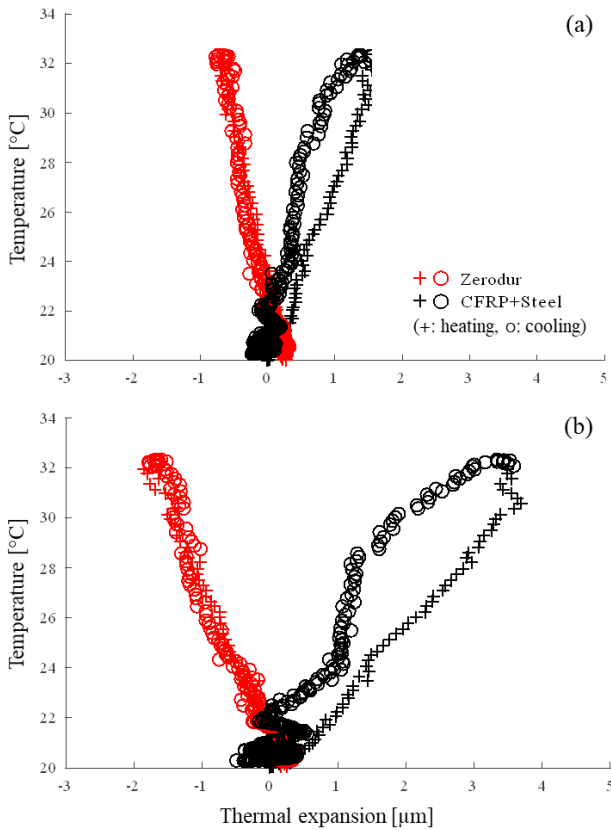 (a)
34
32
30
28
26
24
22
20
Temperature [°C]
+ ○ Zerodur
+ ○ CFRP+Steel
(+: heating, o: cooling)
-3 -2 -1 0 1 2 3 4 5
(b)
34
32
30
28
26
24
22
20
Temperature [°C]
-3 -2 -1 0 1 2 3 4 5
Thermal expansion [μm]